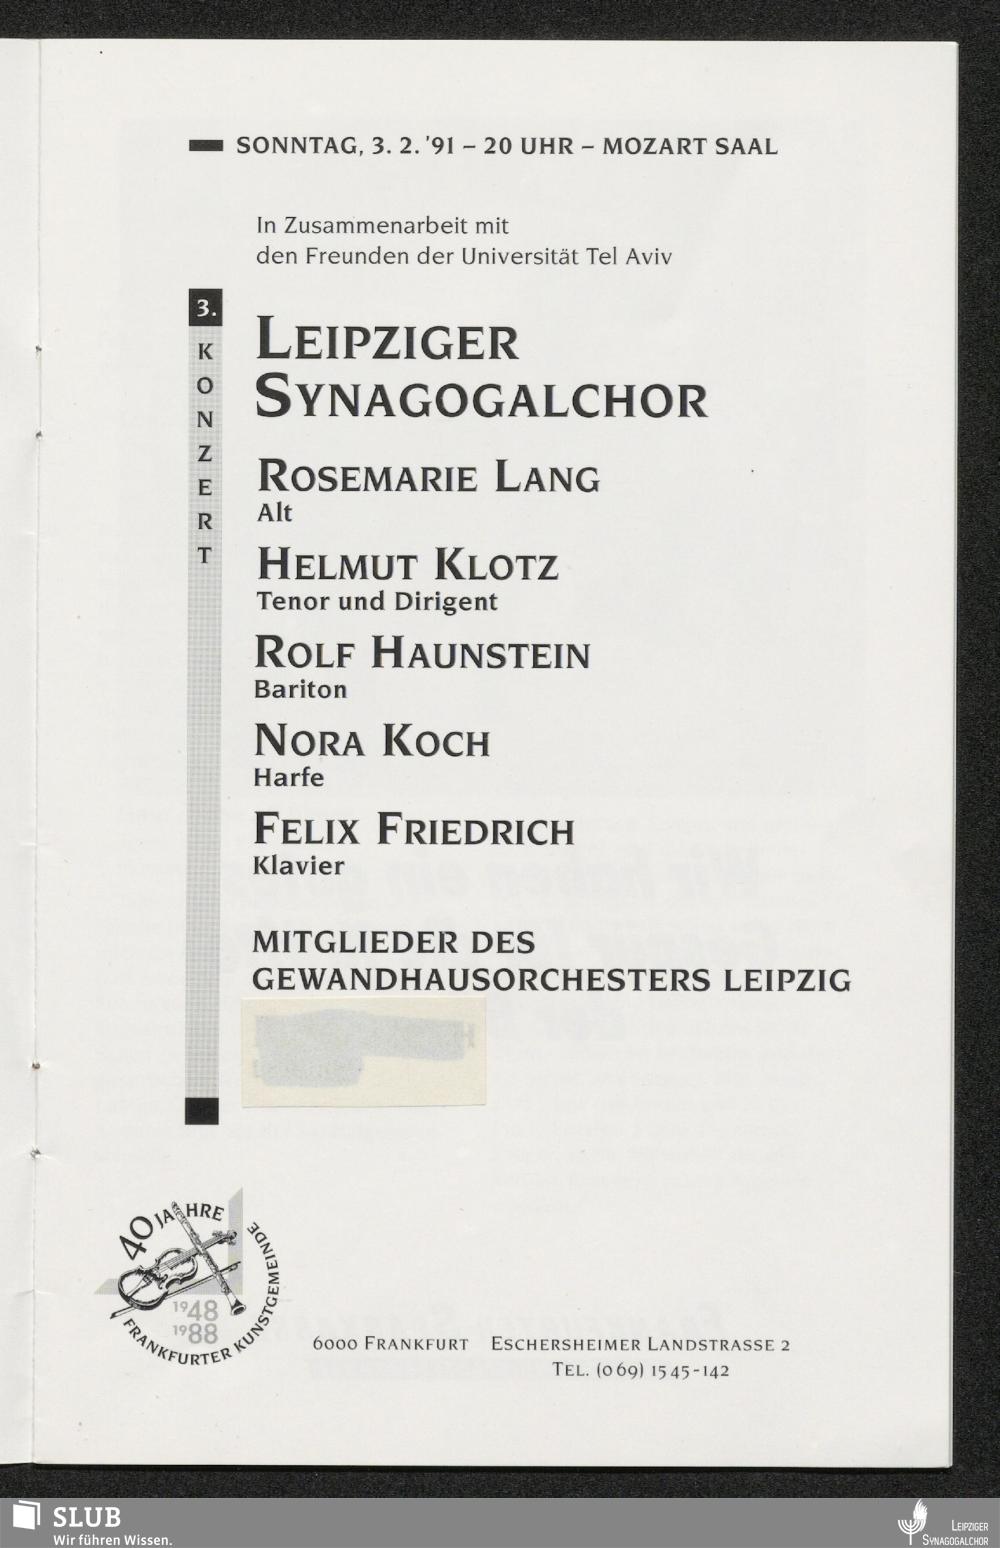 SONNTAG, 3. 2. '91 – 20 UHR – MOZART SAAL
In Zusammenarbeit mit
den Freunden der Universität Tel Aviv
3.
KONZERT
LEIPZIGER
SYNAGOGALCHOR
ROSEMARIE LANG
Alt
HELMUT KLOTZ
Tenor und Dirigent
ROLF HAUNSTEIN
Bariton
NORA KOCH
Harfe
FELIX FRIEDRICH
Klavier
MITGLIEDER DES
GEWANDHAUSORCHESTERS LEIPZIG
40 JAHRE
1948
1988
FRANKFURTER KUNSTGEMEINDE
6000 FRANKFURT ESCHERSHEIMER LANDSTRASSE 2
TEL. (069) 1545-142
SLUB
Wir führen Wissen.
LEIPZIGER
SYNAGOGALCHOR